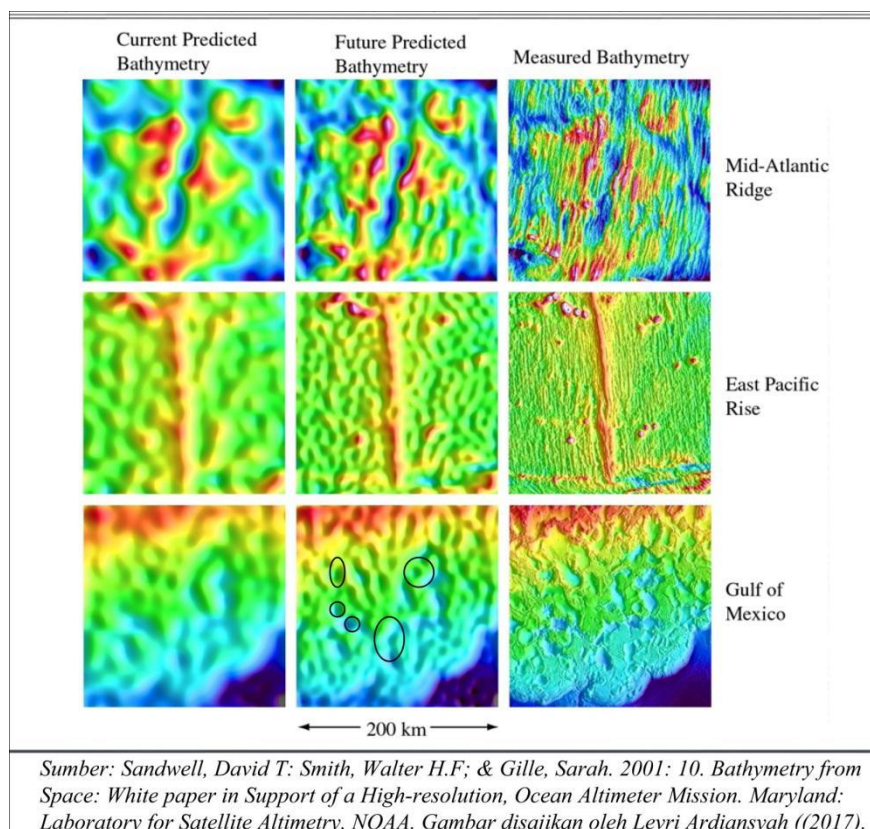 Current Predicted
Bathymetry
Future Predicted
Bathymetry
Measured Bathymetry
Mid-Atlantic
Ridge
East Pacific
Rise
Gulf of
Mexico
200 km
Sumber: Sandwell, David T: Smith, Walter H.F; & Gille, Sarah. 2001: 10. Bathymetry from
Space: White paper in Support of a High-resolution, Ocean Altimeter Mission. Maryland:
Laboratory for Satellite Altimetry, NOAA. Gambar disajikan oleh Levri Ardiansyah ((2017).